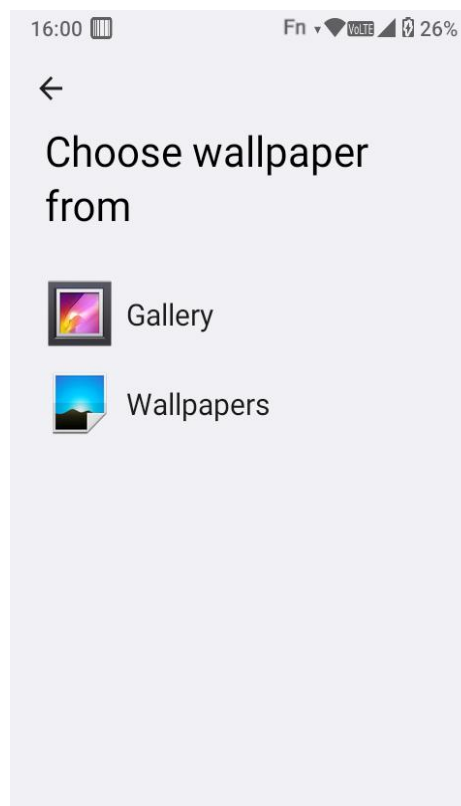 16:00 Fn VoLTE 26%
Choose wallpaper
from
Gallery
Wallpapers